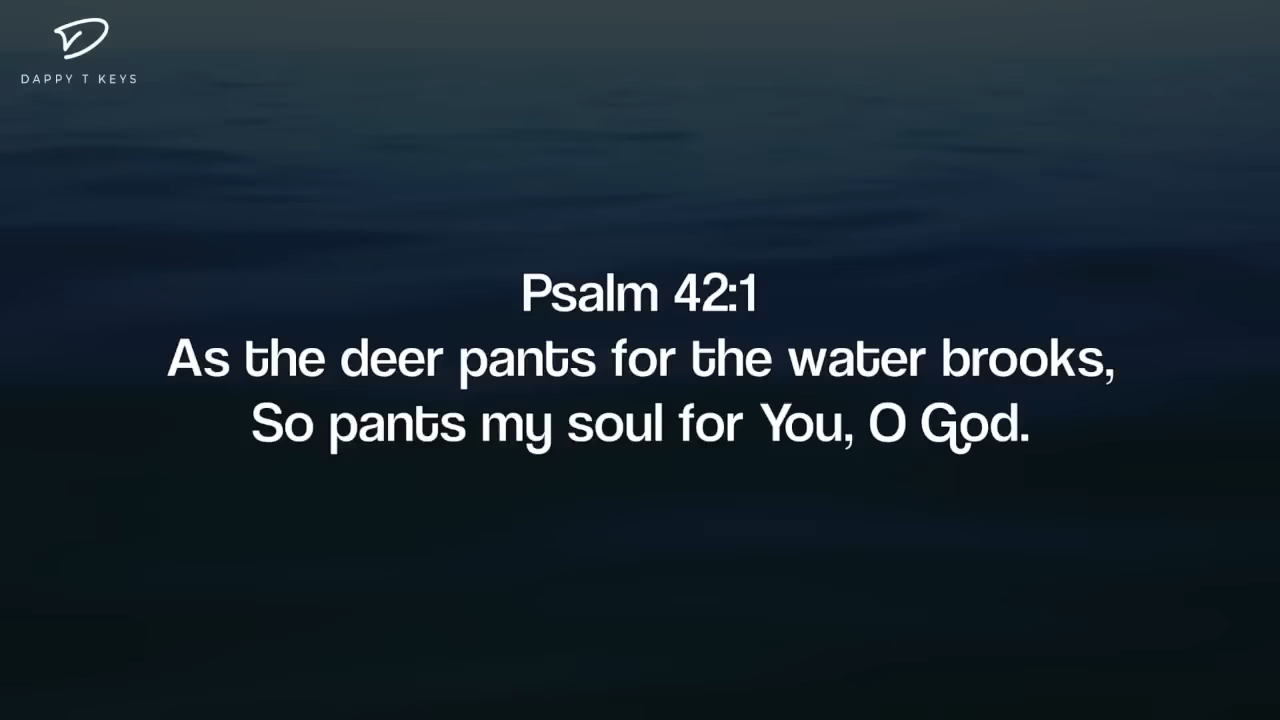 DAPPY T KEYS
Psalm 42:1
As the deer pants for the water brooks,
So pants my soul for You, O God.